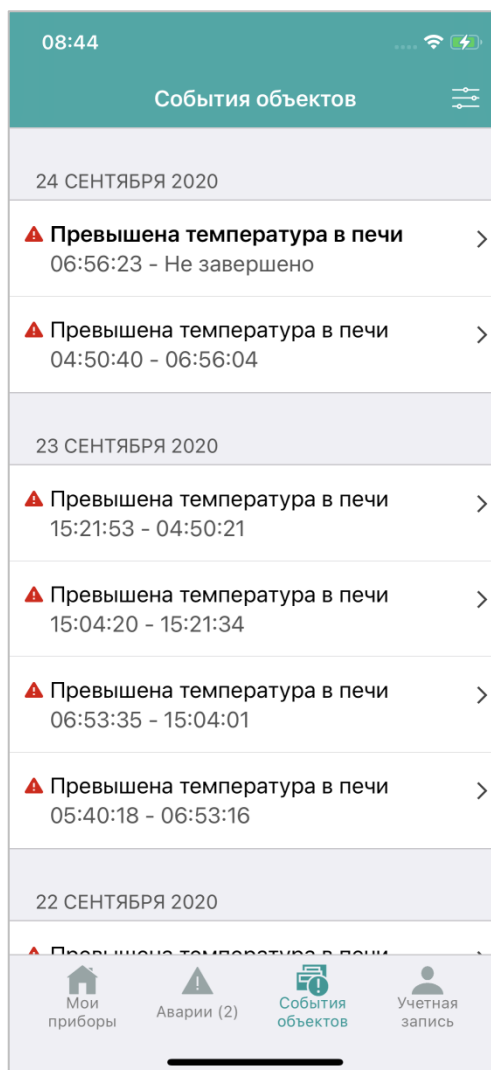 08:44
События объектов
24 СЕНТЯБРЯ 2020
Превышена температура в печи
06:56:23 - Не завершено
Превышена температура в печи
04:50:40 - 06:56:04
23 СЕНТЯБРЯ 2020
Превышена температура в печи
15:21:53 - 04:50:21
Превышена температура в печи
15:04:20 - 15:21:34
Превышена температура в печи
06:53:35 - 15:04:01
Превышена температура в печи
05:40:18 - 06:53:16
22 СЕНТЯБРЯ 2020
Превышена температура в печи
Мои
приборы
Аварии (2)
События
объектов
Учетная
запись